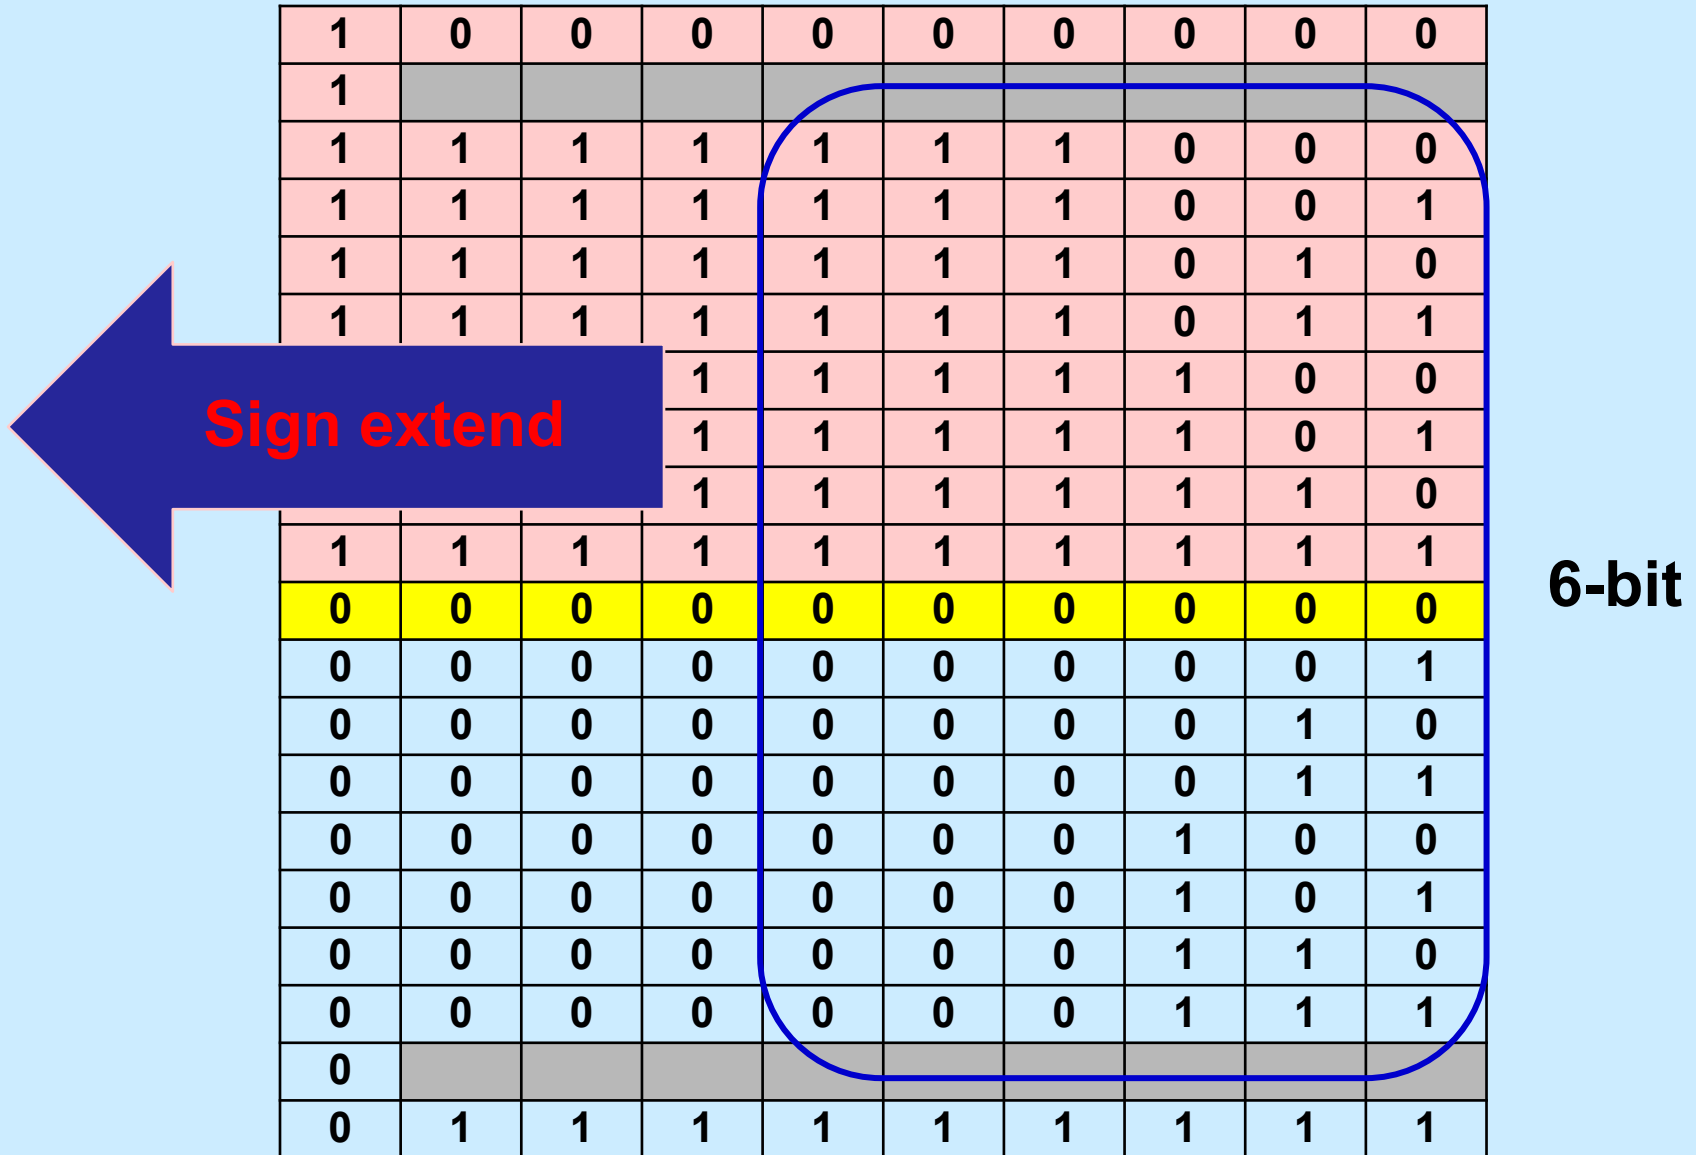 1 0 0 0 0 0 0 0 0 0
1
1 1 1 1 1 1 1 0 0 0
1 1 1 1 1 1 1 0 0 1
1 1 1 1 1 1 1 0 1 0
1 1 1 1 1 1 1 0 1 1
1 1 1 1 1 0 0
Sign extend
1 1 1 1 1 0 1
1 1 1 1 1 1 0
1 1 1 1 1 1 1 1 1 1
6-bit
0 0 0 0 0 0 0 0 0 0
0 0 0 0 0 0 0 0 0 1
0 0 0 0 0 0 0 0 1 0
0 0 0 0 0 0 0 0 1 1
0 0 0 0 0 0 0 1 0 0
0 0 0 0 0 0 0 1 0 1
0 0 0 0 0 0 0 1 1 0
0 0 0 0 0 0 0 1 1 1
0
0 1 1 1 1 1 1 1 1 1